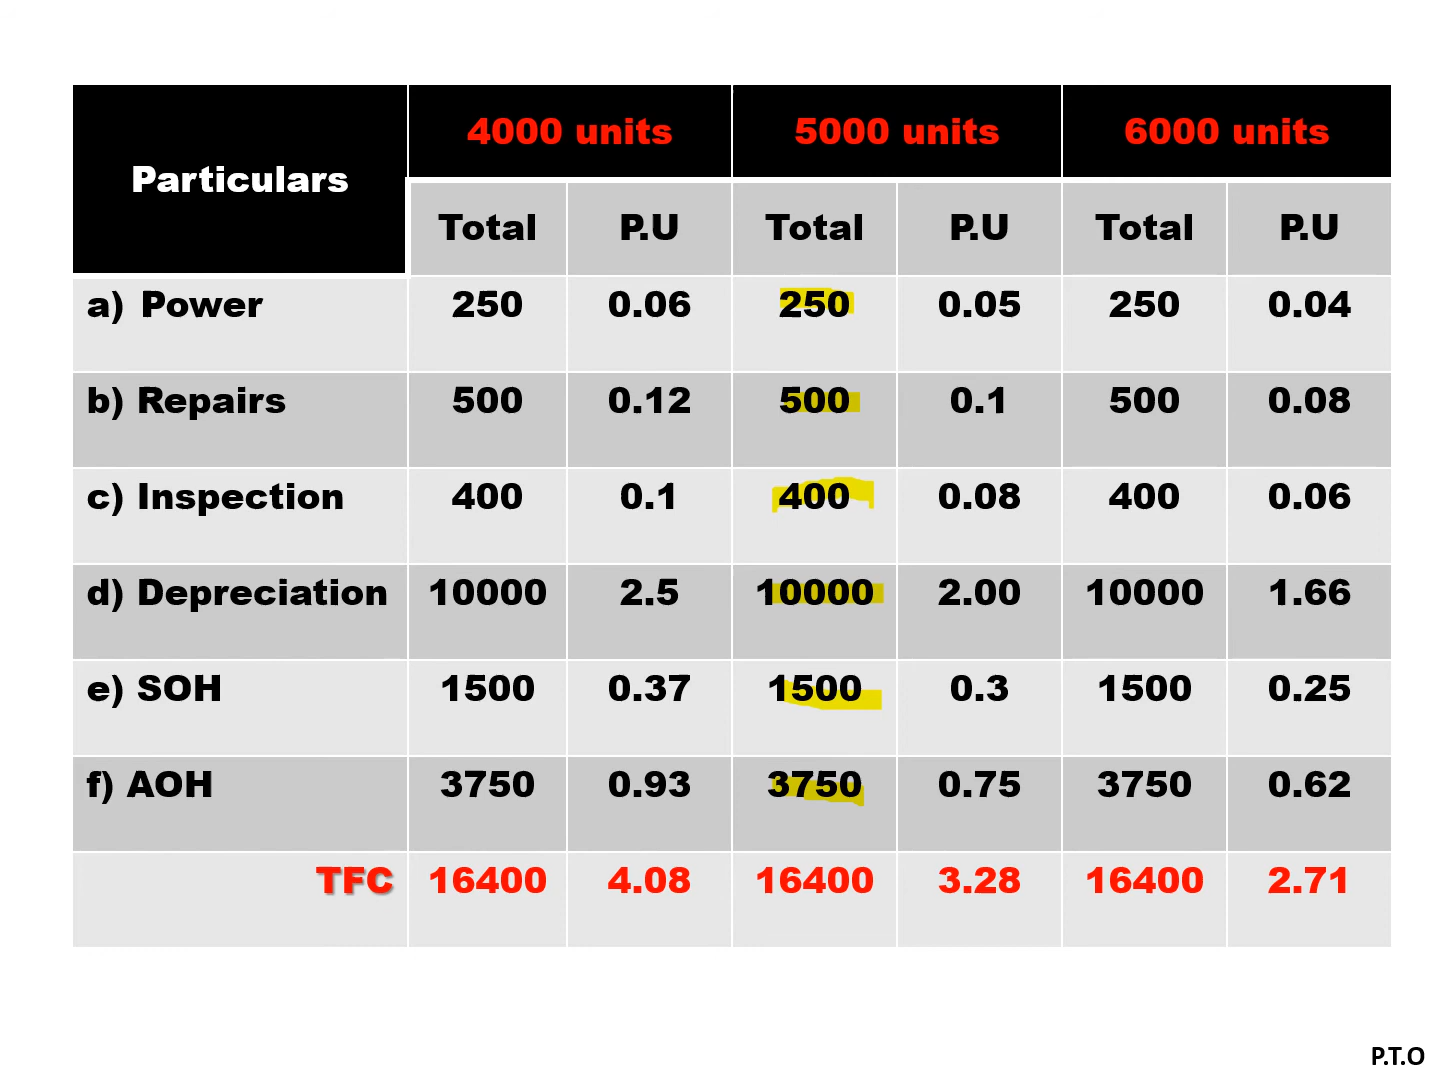 Particulars 4000 units 5000 units 6000 units
Total P.U Total P.U Total P.U
a) Power 250 0.06 250 0.05 250 0.04
b) Repairs 500 0.12 500 0.1 500 0.08
c) Inspection 400 0.1 400 0.08 400 0.06
d) Depreciation 10000 2.5 10000 2.00 10000 1.66
e) SOH 1500 0.37 1500 0.3 1500 0.25
f) AOH 3750 0.93 3750 0.75 3750 0.62
TFC 16400 4.08 16400 3.28 16400 2.71
P.T.O